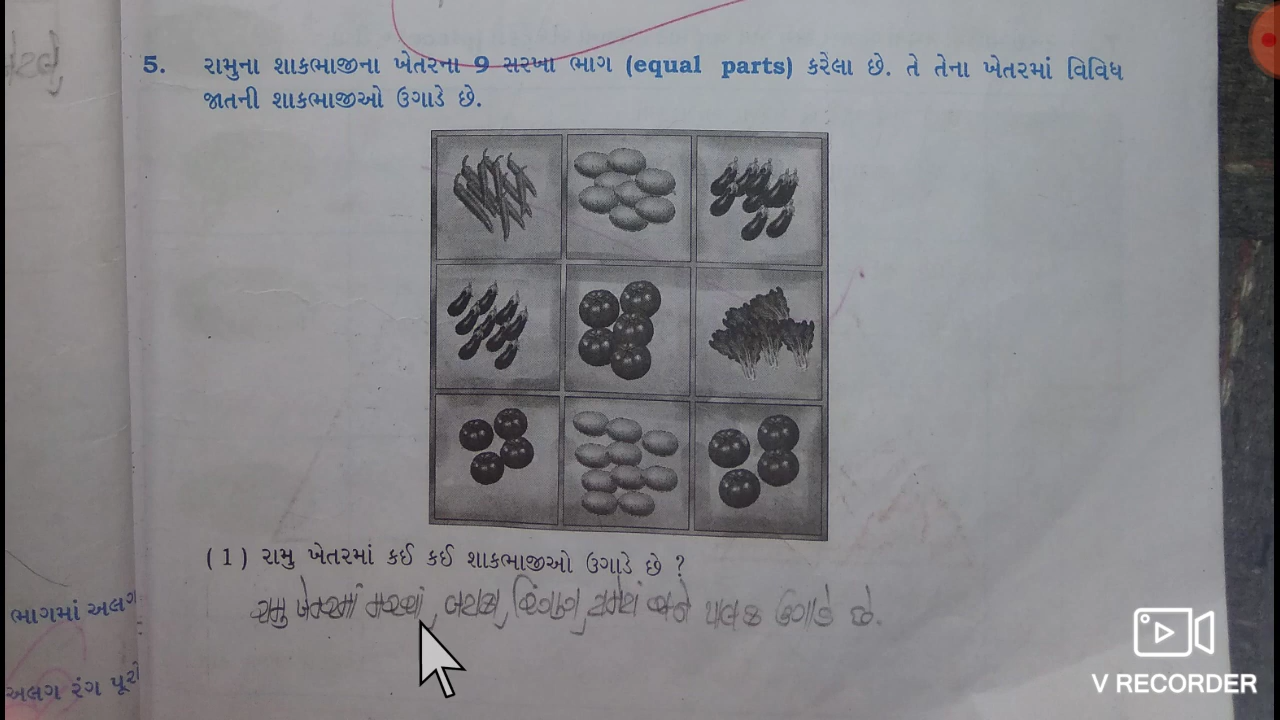 5. રામુના શાકભાજીના ખેતરના 9 સરખા ભાગ (equal parts) કરેલા છે. તે તેના ખેતરમાં વિવિધ
જાતની શાકભાજીઓ ઉગાડે છે.
(1) રામુ ખેતરમાં કઈ કઈ શાકભાજીઓ ઉગાડે છે ?
રામુ ખેતરમાં મરચાં, બટાકા, રીંગણ, ટામેટાં અને પાલક ઉગાડે છે.
ભાગમાં અલગ
અલગ રંગ પૂરો
V RECORDER